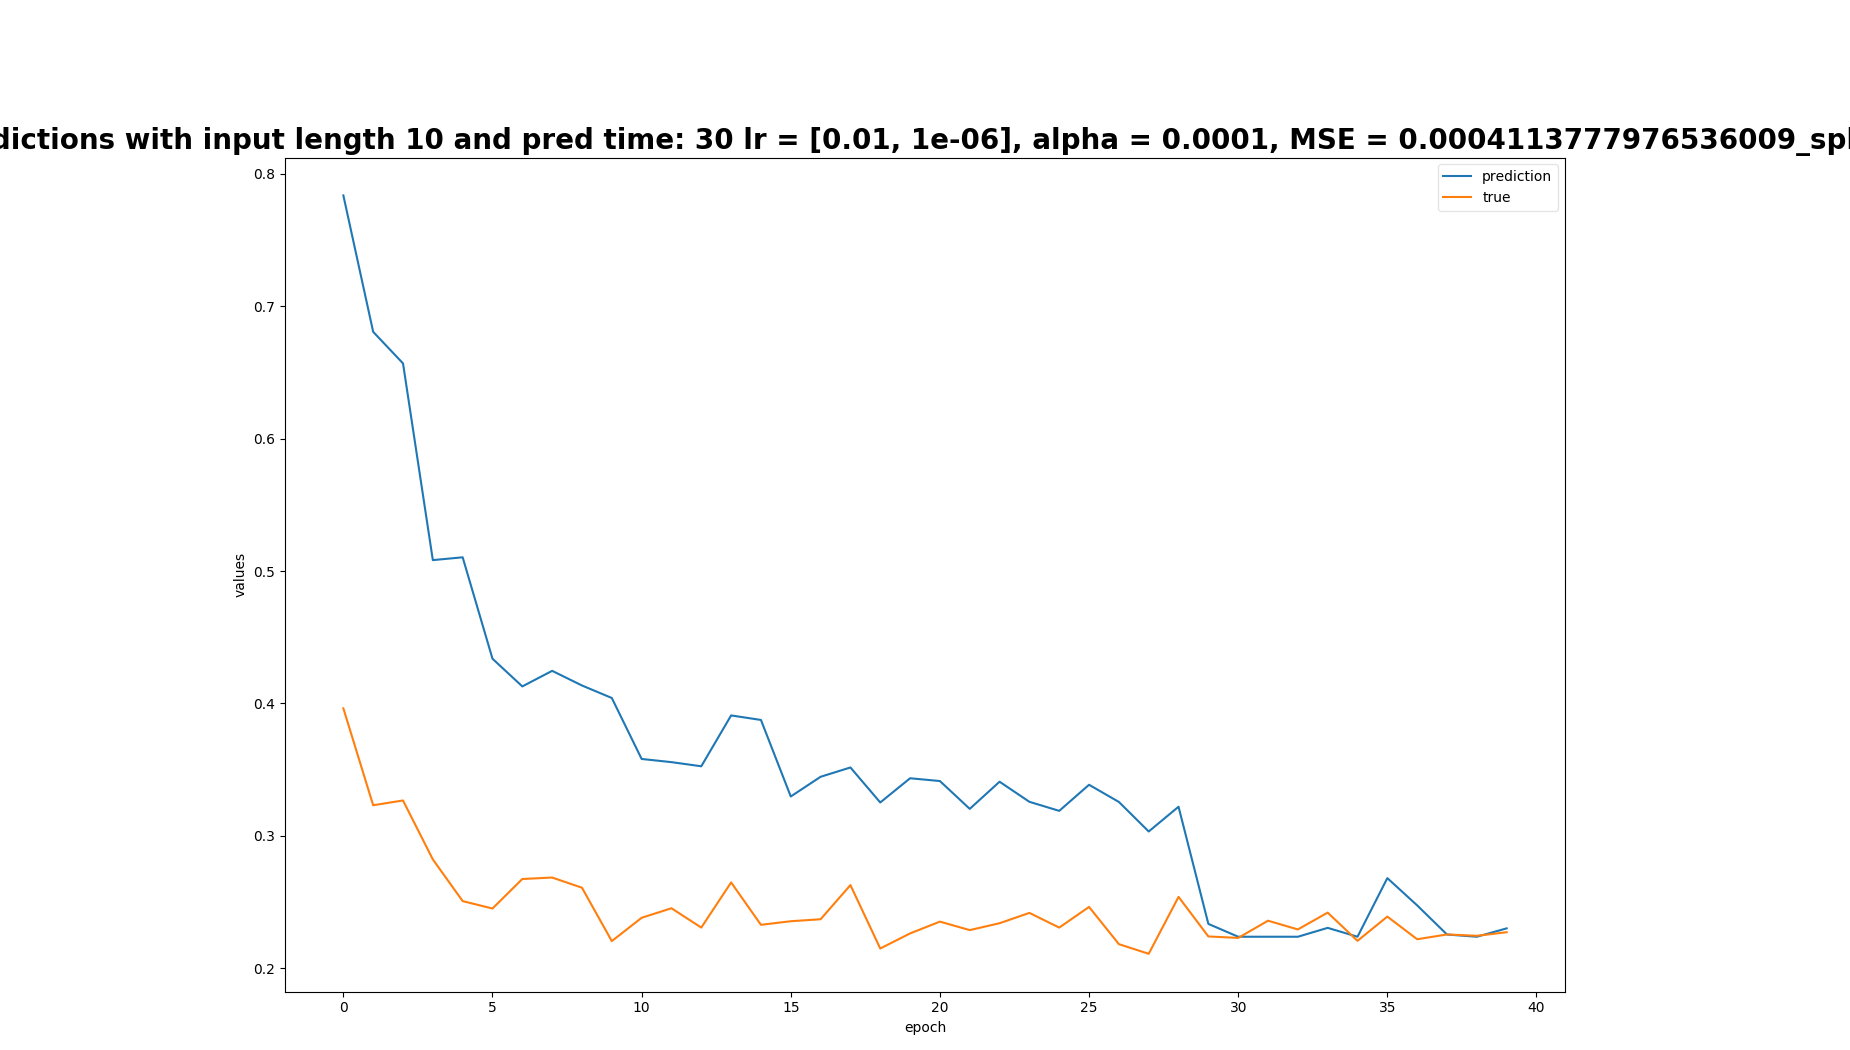 dictions with input length 10 and pred time: 30 lr = [0.01, 1e-06], alpha = 0.0001, MSE = 0.0004113777976536009_spl
prediction
true
0.8
0.7
0.6
0.5
0.4
0.3
0.2
values
0 5 10 15 20 25 30 35 40
epoch